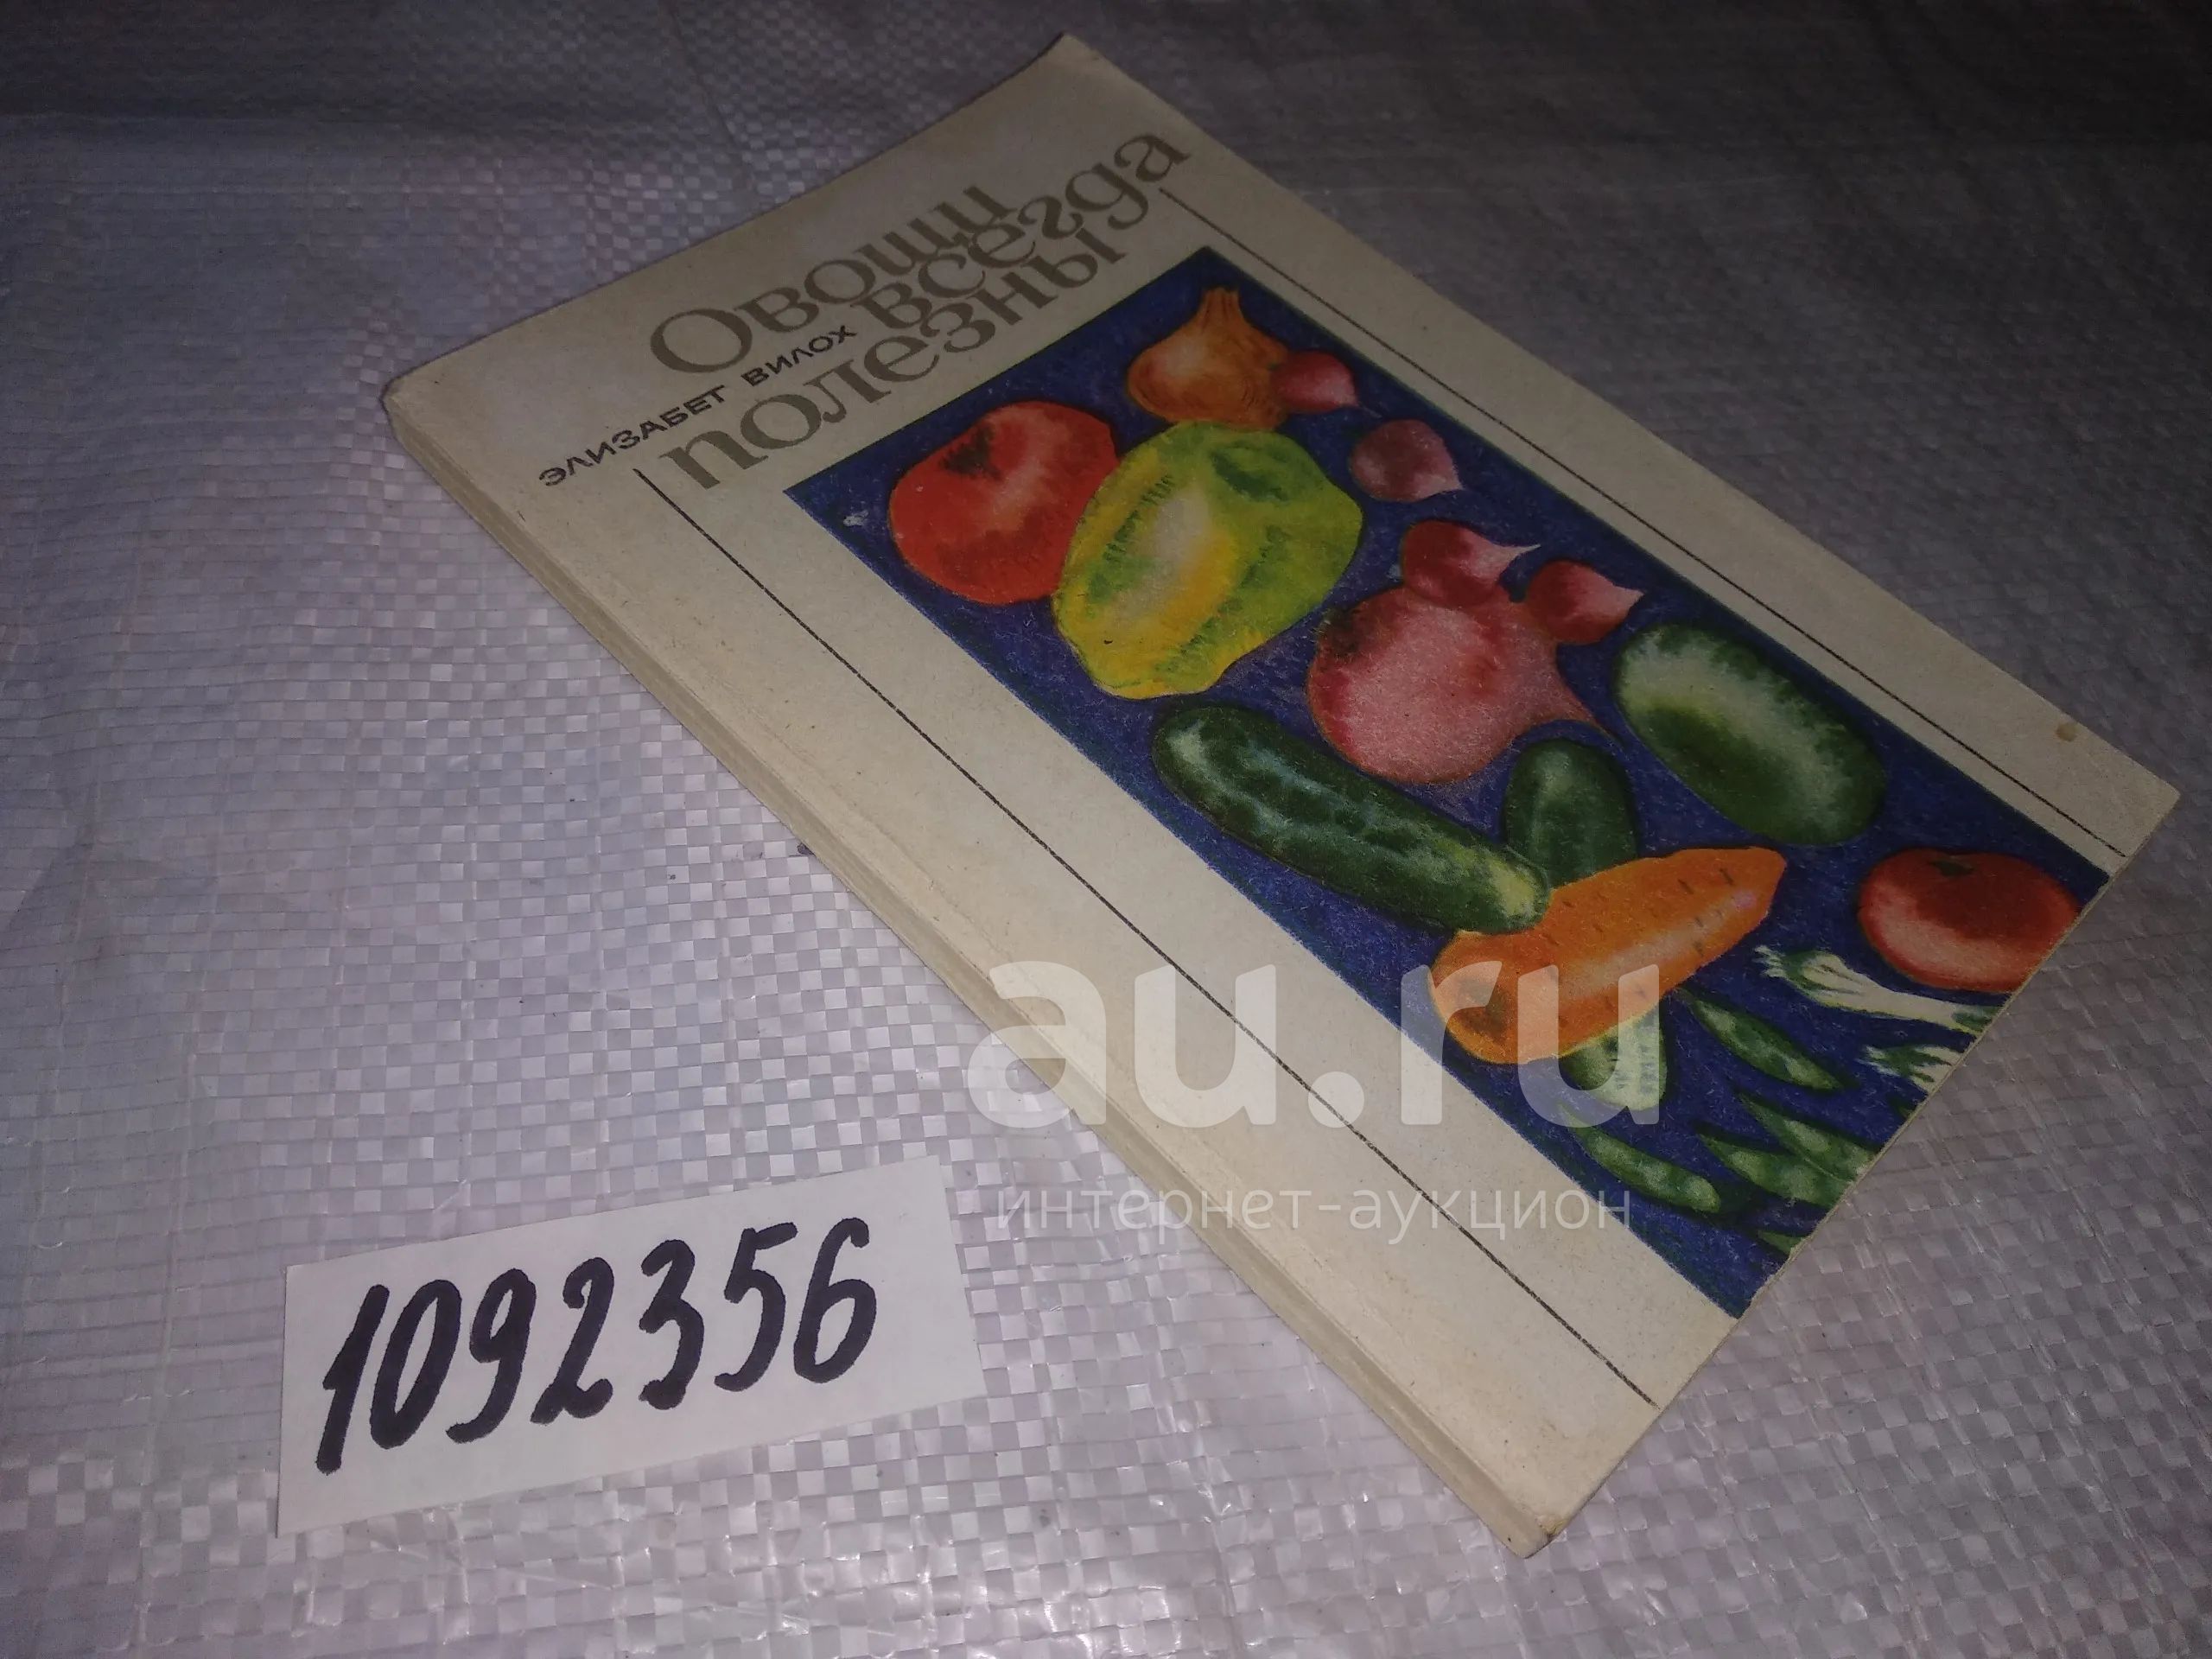 Овощи
ЭЛИЗАБЕТ ВИЛОХ всегда
полезны
au.ru
интернет-аукцион
1092356